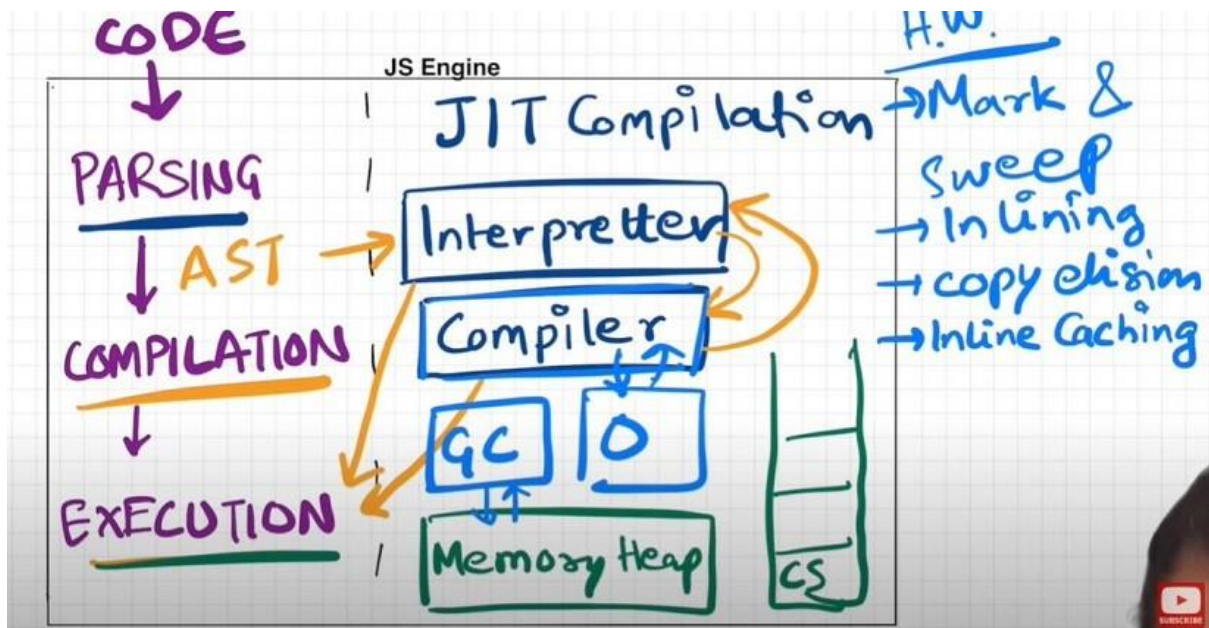 CODE
JS Engine
PARSING
AST
COMPILATION
EXECUTION
JIT Compilation
Interpretter
Compiler
GC
O
Memory Heap
CS
H.W.
→ Mark &
Sweep
→ Inlining
→ copy elision
→ Inline Caching
SUBSCRIBE